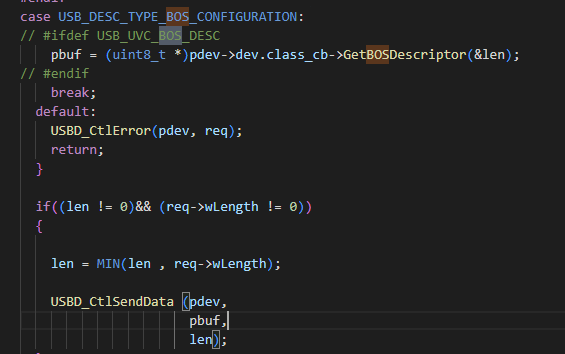 case USB_DESC_TYPE_BOS_CONFIGURATION:
// #ifdef USB_UVC_BOS_DESC
pbuf = (uint8_t *)pdev->dev.class_cb->GetBOSDescriptor(&len);
// #endif
break;
default:
USBD_CtlError(pdev, req);
return;
}
if((len != 0)&& (req->wLength != 0))
{
len = MIN(len , req->wLength);
USBD_CtlSendData (pdev,
pbuf,
len);